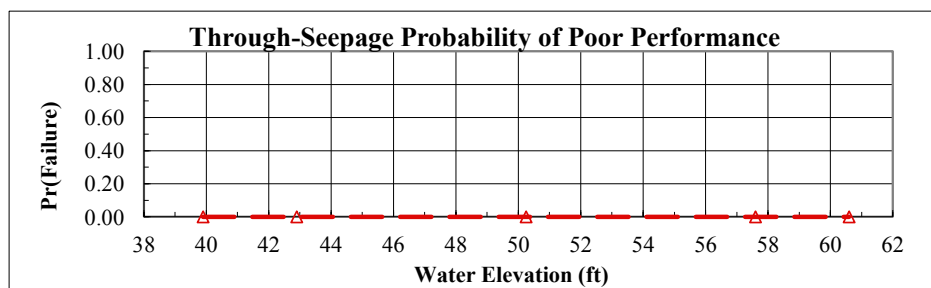 Through-Seepage Probability of Poor Performance
1.00
0.80
0.60
0.40
0.20
0.00
Pr(Failure)
38 40 42 44 46 48 50 52 54 56 58 60 62
Water Elevation (ft)